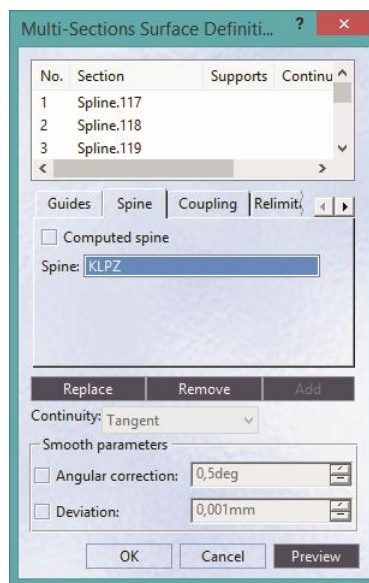 Multi-Sections Surface Definiti... ? ×
No. Section Supports Continu
1 Spline.117
2 Spline.118
3 Spline.119
Guides Spine Coupling Relimit
Computed spine
Spine: KLPZ
Replace Remove Add
Continuity: Tangent
Smooth parameters
Angular correction: 0,5deg
Deviation: 0,001mm
OK Cancel Preview